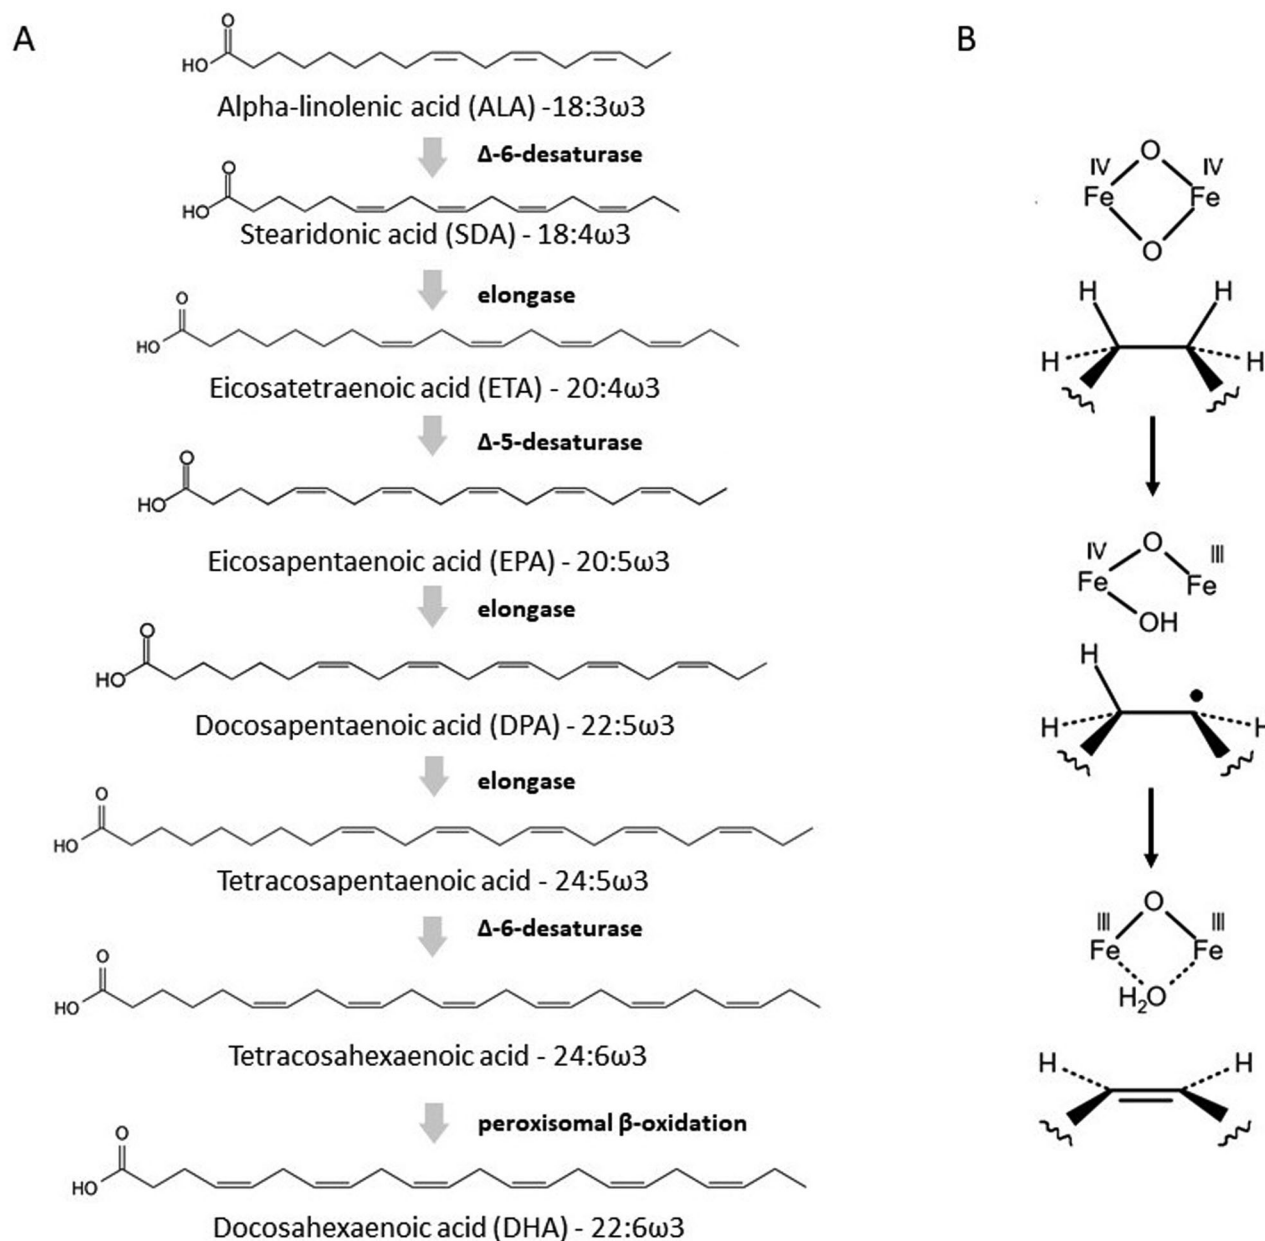 A
O
HO
Alpha-linolenic acid (ALA) -18:3ω3
Δ-6-desaturase
O
HO
Stearidonic acid (SDA) - 18:4ω3
elongase
O
HO
Eicosatetraenoic acid (ETA) - 20:4ω3
Δ-5-desaturase
O
HO
Eicosapentaenoic acid (EPA) - 20:5ω3
elongase
O
HO
Docosapentaenoic acid (DPA) - 22:5ω3
elongase
O
HO
Tetracosapentaenoic acid - 24:5ω3
Δ-6-desaturase
O
HO
Tetracosahexaenoic acid - 24:6ω3
peroxisomal β-oxidation
O
HO
Docosahexaenoic acid (DHA) - 22:6ω3
B
O
IV IV
Fe Fe
O
H H
H H
O
IV III
Fe Fe
OH
H
H H
O
III III
Fe Fe
H₂O
H H